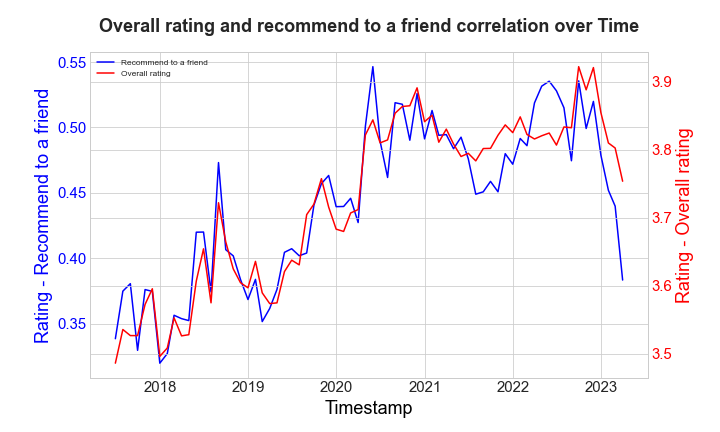 Overall rating and recommend to a friend correlation over Time
Recommend to a friend
Overall rating
Rating - Recommend to a friend
0.55
0.50
0.45
0.40
0.35
3.9
3.8
3.7
3.6
3.5
Rating - Overall rating
2018 2019 2020 2021 2022 2023
Timestamp